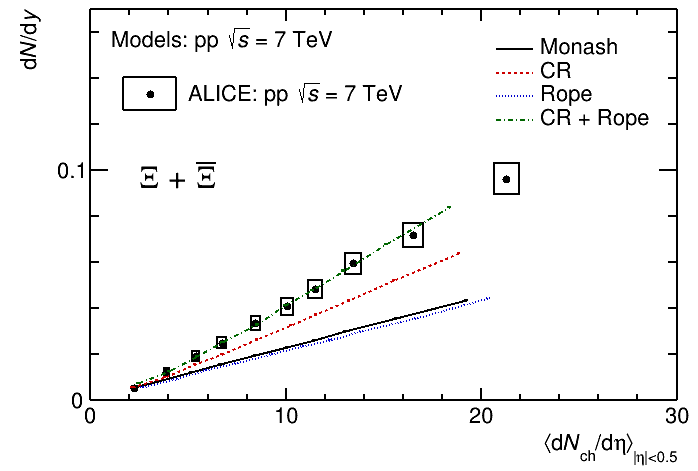 dN/dy
Models: pp √s = 7 TeV
ALICE: pp √s = 7 TeV
Monash
CR
Rope
CR + Rope
Ξ + Ξ̅
0.1
0
0 10 20 30
⟨dN_ch/dη⟩_|η|<0.5